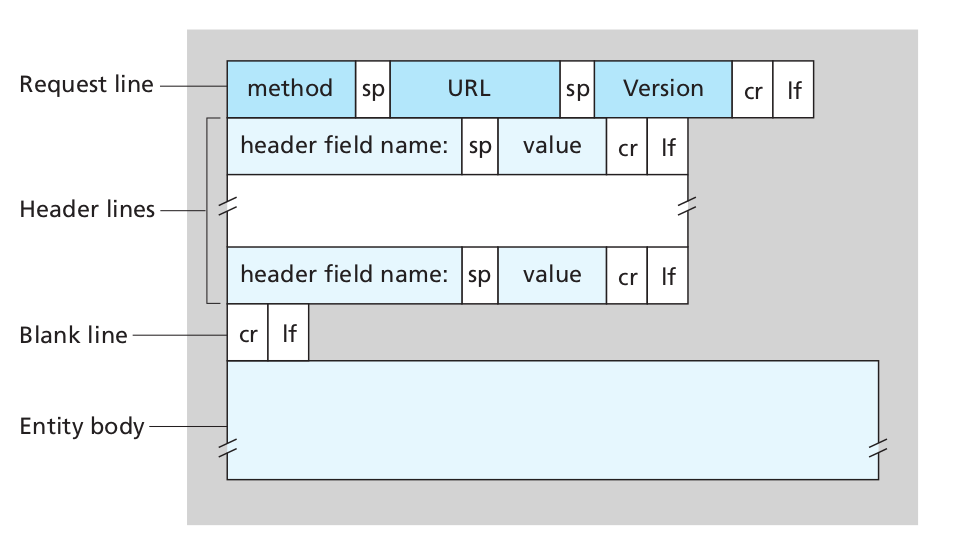 Request line method sp URL sp Version cr lf
header field name: sp value cr lf
Header lines
header field name: sp value cr lf
Blank line cr lf
Entity body